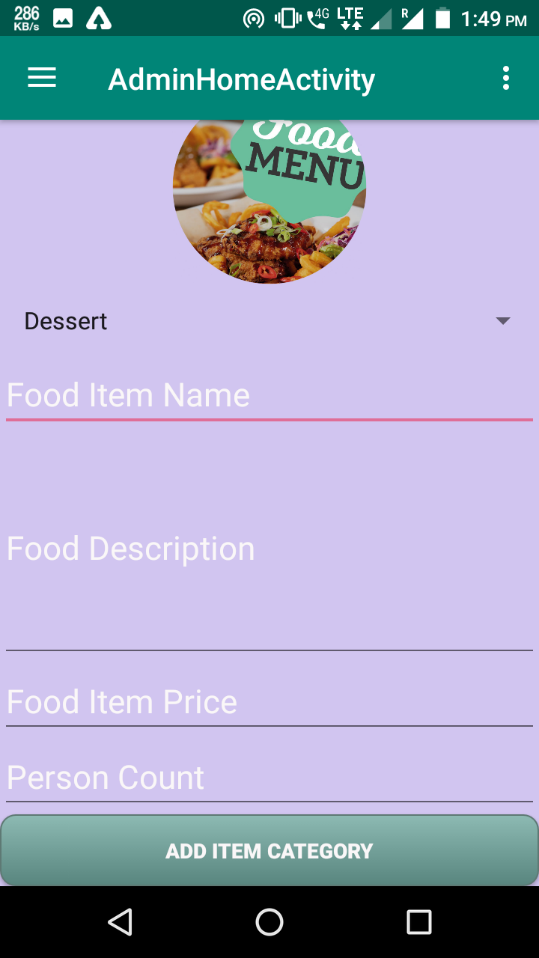 286
KB/s
4G
LTE
R
1:49 PM
AdminHomeActivity
Food
MENU
Dessert
Food Item Name
Food Description
Food Item Price
Person Count
ADD ITEM CATEGORY